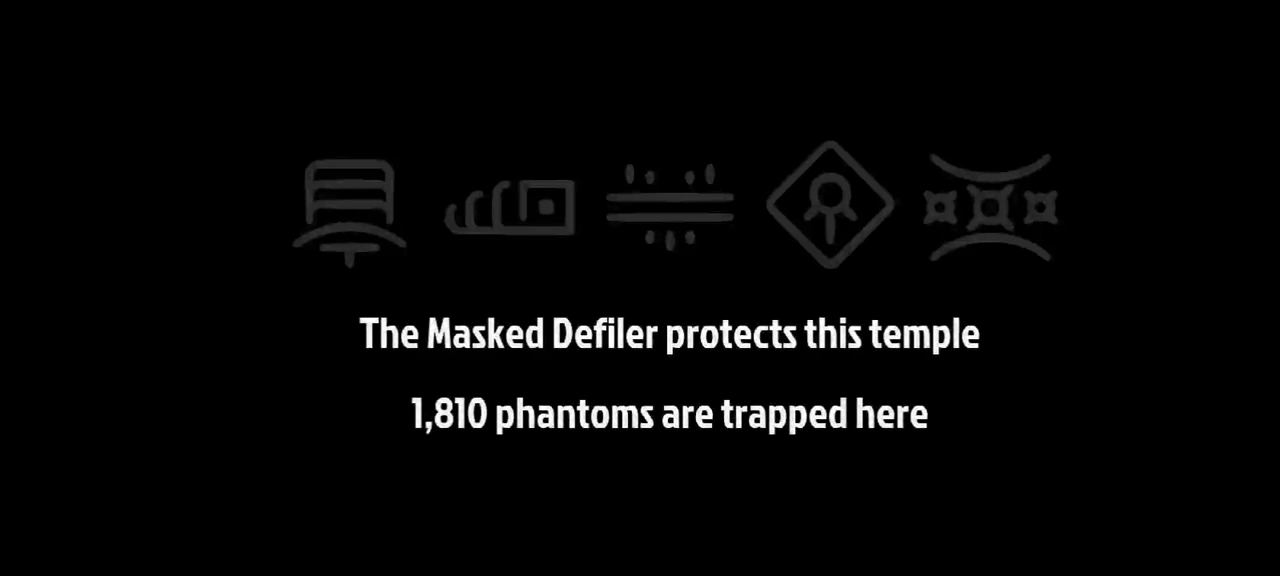 The Masked Defiler protects this temple
1,810 phantoms are trapped here